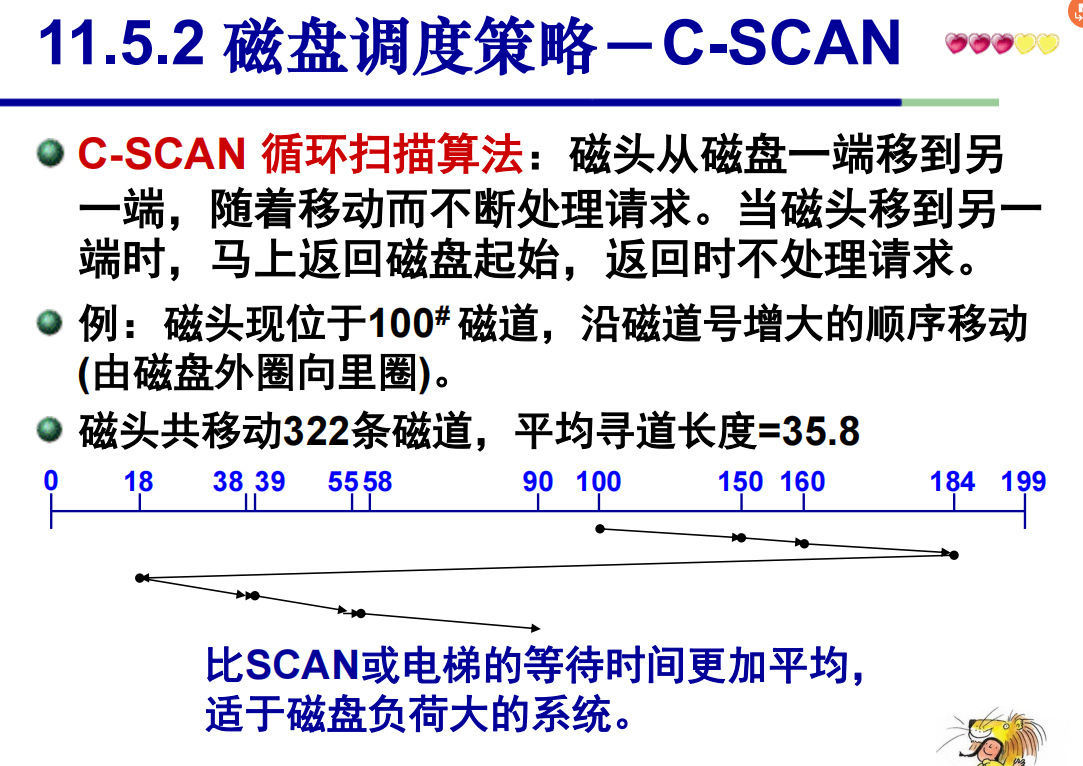 11.5.2 磁盘调度策略－C-SCAN
C-SCAN 循环扫描算法：磁头从磁盘一端移到另
一端，随着移动而不断处理请求。当磁头移到另一
端时，马上返回磁盘起始，返回时不处理请求。
例：磁头现位于100# 磁道，沿磁道号增大的顺序移动
(由磁盘外圈向里圈)。
磁头共移动322条磁道，平均寻道长度=35.8
0 18 38 39 55 58 90 100 150 160 184 199
比SCAN或电梯的等待时间更加平均，
适于磁盘负荷大的系统。